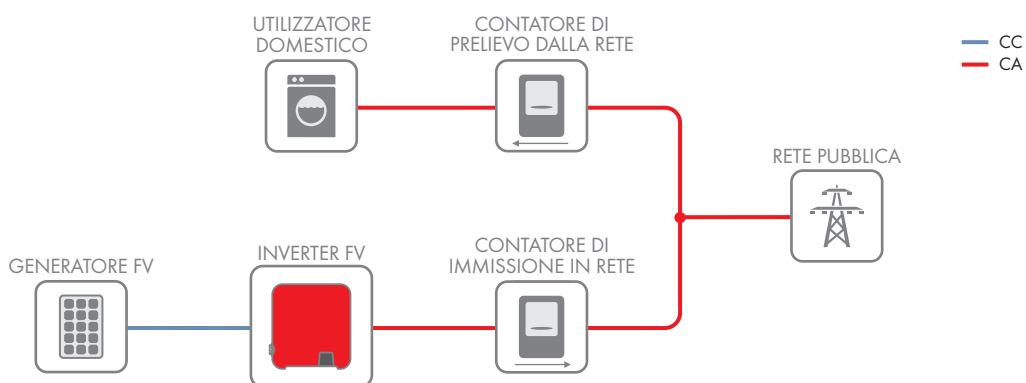 UTILIZZATORE
DOMESTICO
CONTATORE DI
PRELIEVO DALLA RETE
CC
CA
RETE PUBBLICA
GENERATORE FV
INVERTER FV
CONTATORE DI
IMMISSIONE IN RETE